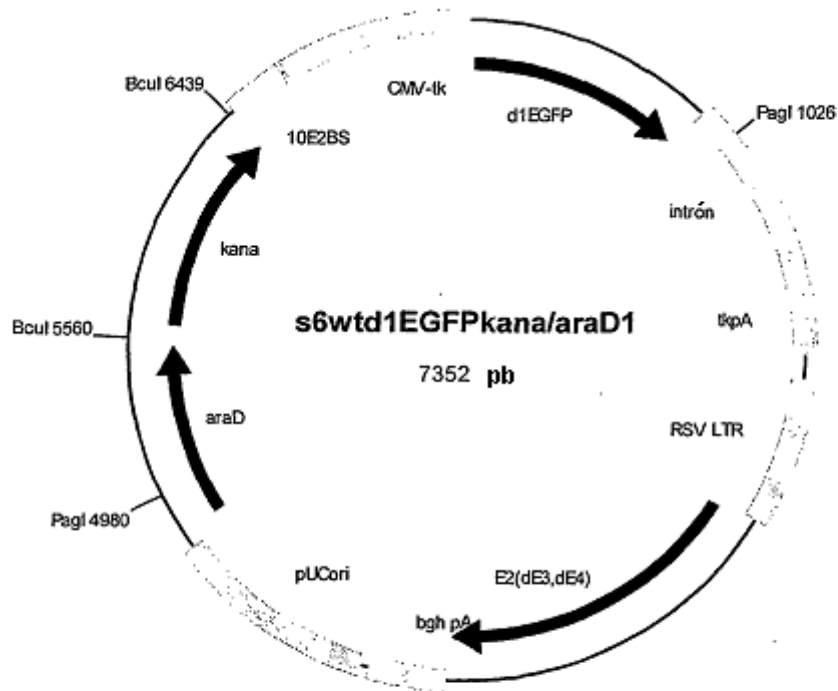 CMV-tk
d1EGFP
PagI 1026
BcuI 6439
10E2BS
intrón
kana
s6wtd1EGFPkana/araD1
7352 pb
tkpA
BcuI 5560
araD
RSV LTR
PagI 4980
pUCori
E2(dE3,dE4)
bgh pA